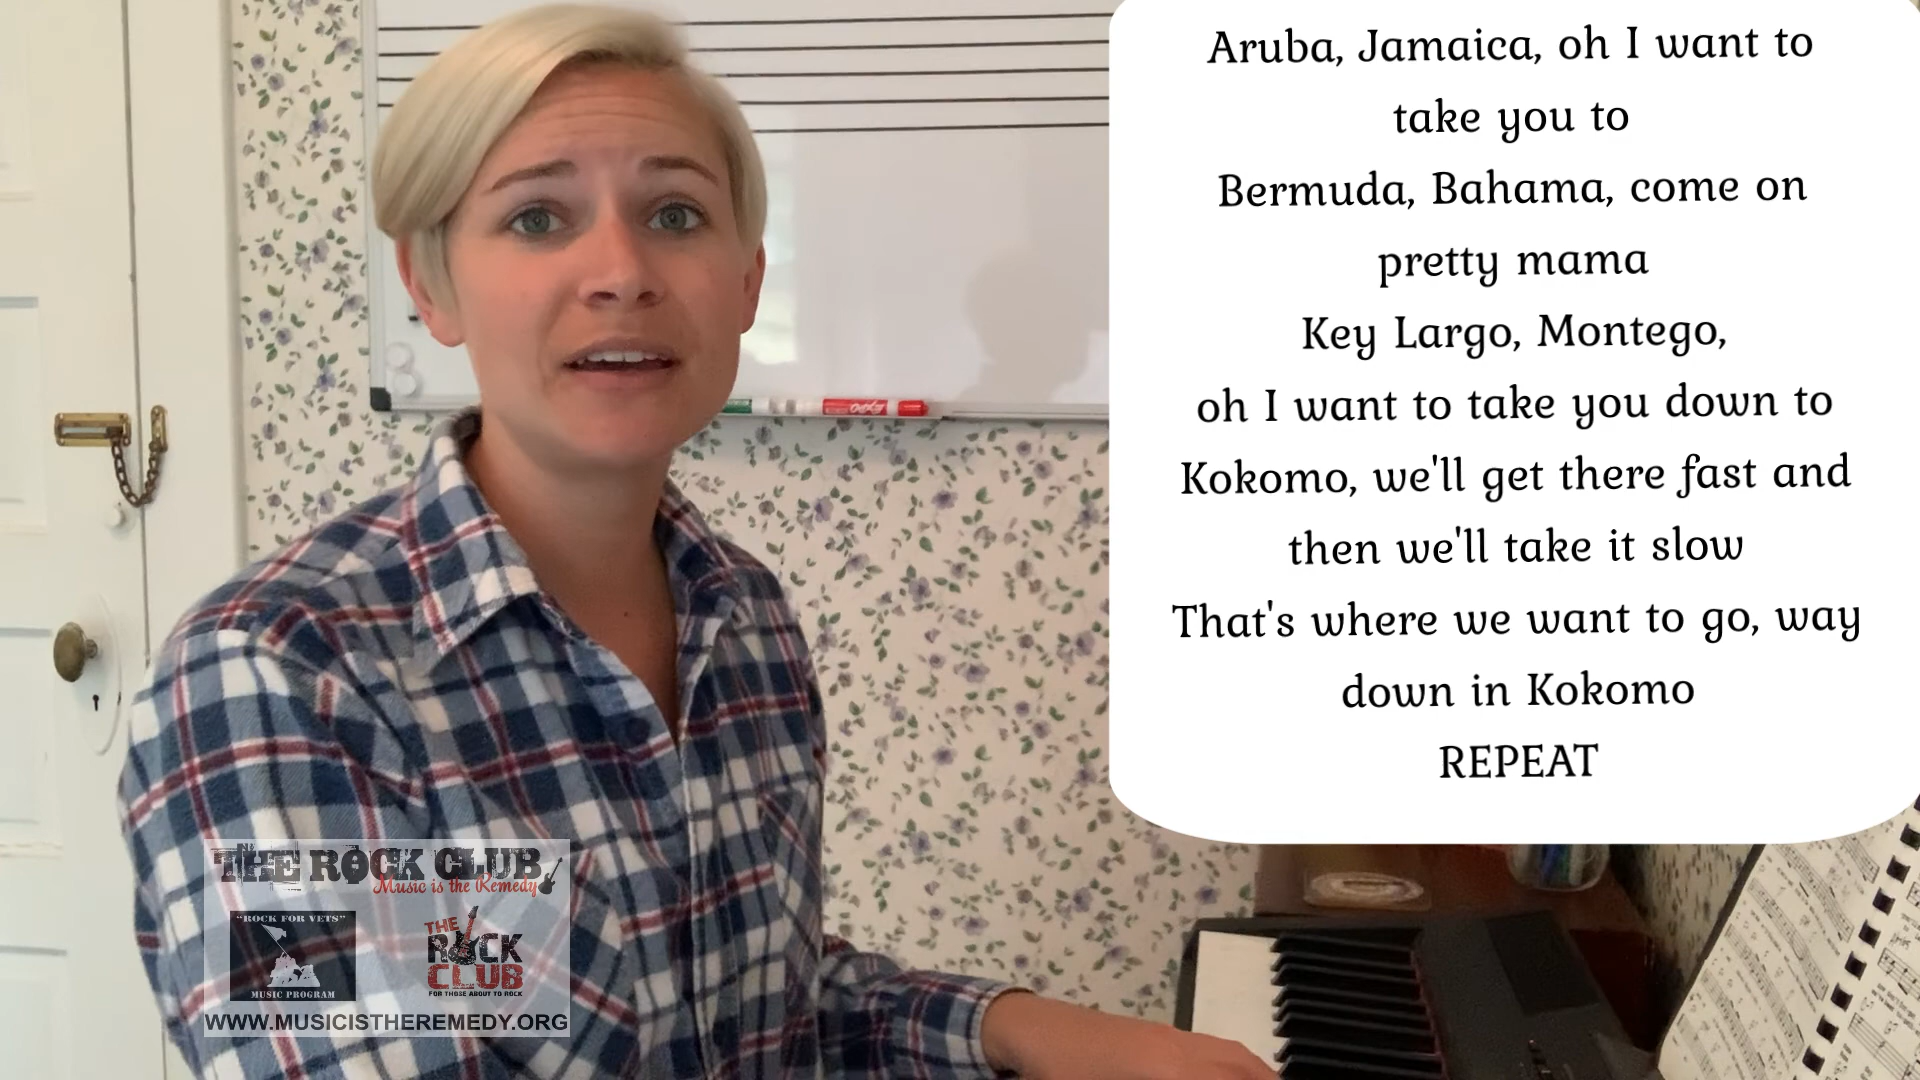 Aruba, Jamaica, oh I want to
take you to
Bermuda, Bahama, come on
pretty mama
Key Largo, Montego,
oh I want to take you down to
Kokomo, we'll get there fast and
then we'll take it slow
That's where we want to go, way
down in Kokomo
REPEAT
EXPO
THE ROCK CLUB
Music is the Remedy
"ROCK FOR VETS"
MUSIC PROGRAM
THE
ROCK
CLUB
FOR THOSE ABOUT TO ROCK
WWW.MUSICISTHEREMEDY.ORG